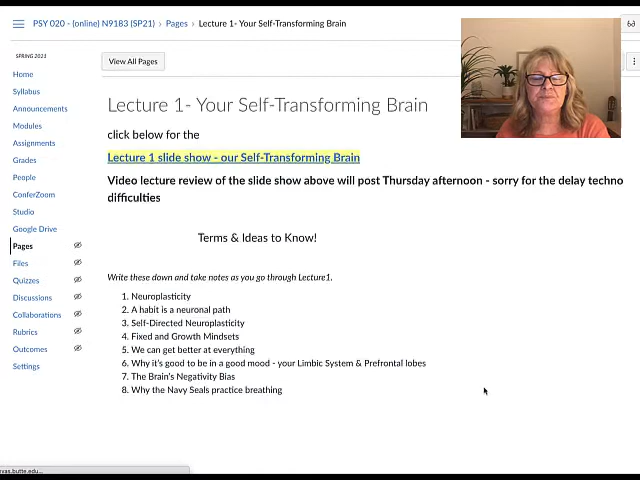 PSY 020 - (online) N9183 (SP21) › Pages › Lecture 1- Your Self-Transforming Brain
SPRING 2023
View All Pages
Home
Syllabus
Announcements
Modules
Assignments
Grades
People
ConferZoom
Studio
Google Drive
Pages
Files
Quizzes
Discussions
Collaborations
Rubrics
Outcomes
Settings
Lecture 1- Your Self-Transforming Brain
click below for the
Lecture 1 slide show - our Self-Transforming Brain
Video lecture review of the slide show above will post Thursday afternoon - sorry for the delay techno
difficulties
Terms & Ideas to Know!
Write these down and take notes as you go through Lecture1.
1. Neuroplasticity
2. A habit is a neuronal path
3. Self-Directed Neuroplasticity
4. Fixed and Growth Mindsets
5. We can get better at everything
6. Why it's good to be in a good mood - your Limbic System & Prefrontal lobes
7. The Brain's Negativity Bias
8. Why the Navy Seals practice breathing